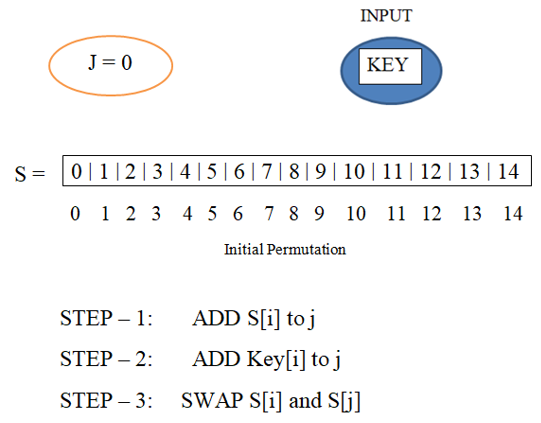 INPUT
J = 0
KEY
S = 0 | 1 | 2 | 3 | 4 | 5 | 6 | 7 | 8 | 9 | 10 | 11 | 12 | 13 | 14
0 1 2 3 4 5 6 7 8 9 10 11 12 13 14
Initial Permutation
STEP – 1: ADD S[i] to j
STEP – 2: ADD Key[i] to j
STEP – 3: SWAP S[i] and S[j]